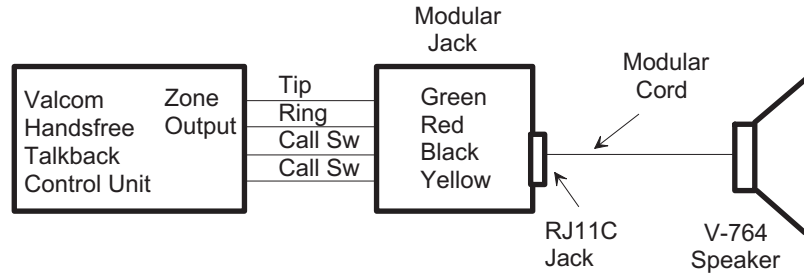 Modular
Jack
Valcom
Handsfree
Talkback
Control Unit
Zone
Output
Tip
Ring
Call Sw
Call Sw
Green
Red
Black
Yellow
Modular
Cord
RJ11C
Jack
V-764
Speaker